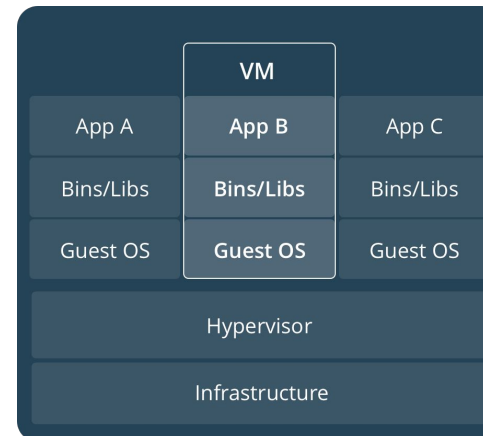 VM
App A App B App C
Bins/Libs Bins/Libs Bins/Libs
Guest OS Guest OS Guest OS
Hypervisor
Infrastructure